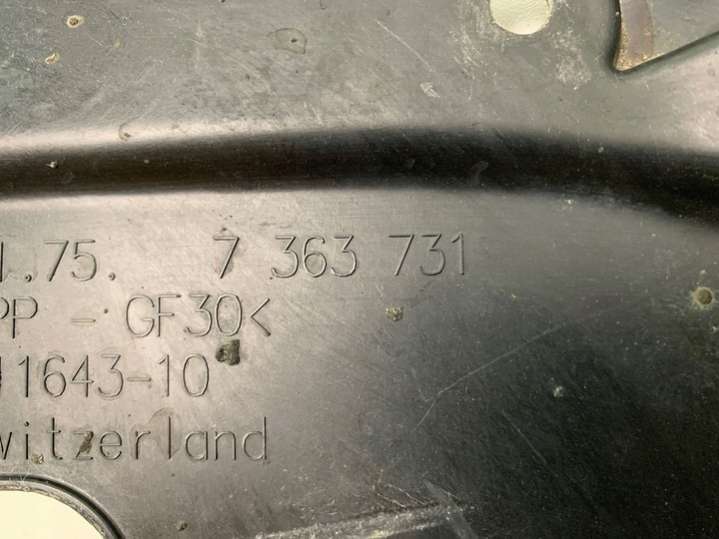 .75. 7 363 731
PP - GF30<
1643-10
witzerland